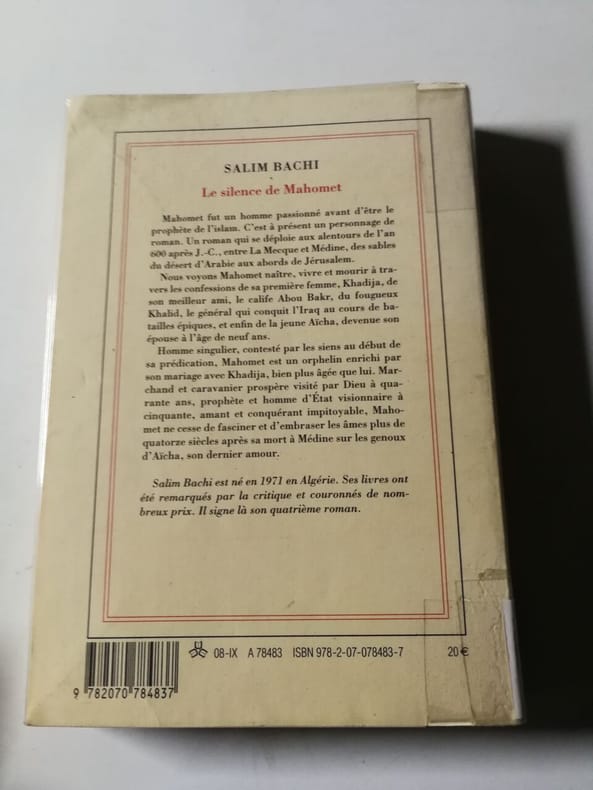 SALIM BACHI
Le silence de Mahomet
Mahomet fut un homme passionné avant d'être le
prophète de l'islam. C'est à présent un personnage de
roman. Un roman qui se déploie aux alentours de l'an
600 après J.-C., entre La Mecque et Médine, des sables
du désert d'Arabie aux abords de Jérusalem.
Nous voyons Mahomet naître, vivre et mourir à tra-
vers les confessions de sa première femme, Khadija, de
son meilleur ami, le calife Abou Bakr, du fougueux
Khalid, le général qui conquit l'Iraq au cours de ba-
tailles épiques, et enfin de la jeune Aïcha, devenue son
épouse à l'âge de neuf ans.
Homme singulier, contesté par les siens au début de
sa prédication, Mahomet est un orphelin enrichi par
son mariage avec Khadija, bien plus âgée que lui. Mar-
chand et caravanier prospère visité par Dieu à qua-
rante ans, prophète et homme d'État visionnaire à
cinquante, amant et conquérant impitoyable, Maho-
met ne cesse de fasciner et d'embraser les âmes plus de
quatorze siècles après sa mort à Médine sur les genoux
d'Aïcha, son dernier amour.
Salim Bachi est né en 1971 en Algérie. Ses livres ont
été remarqués par la critique et couronnés de nom-
breux prix. Il signe là son quatrième roman.
08-IX A 78483 ISBN 978-2-07-078483-7 20 €
9 782070 784837